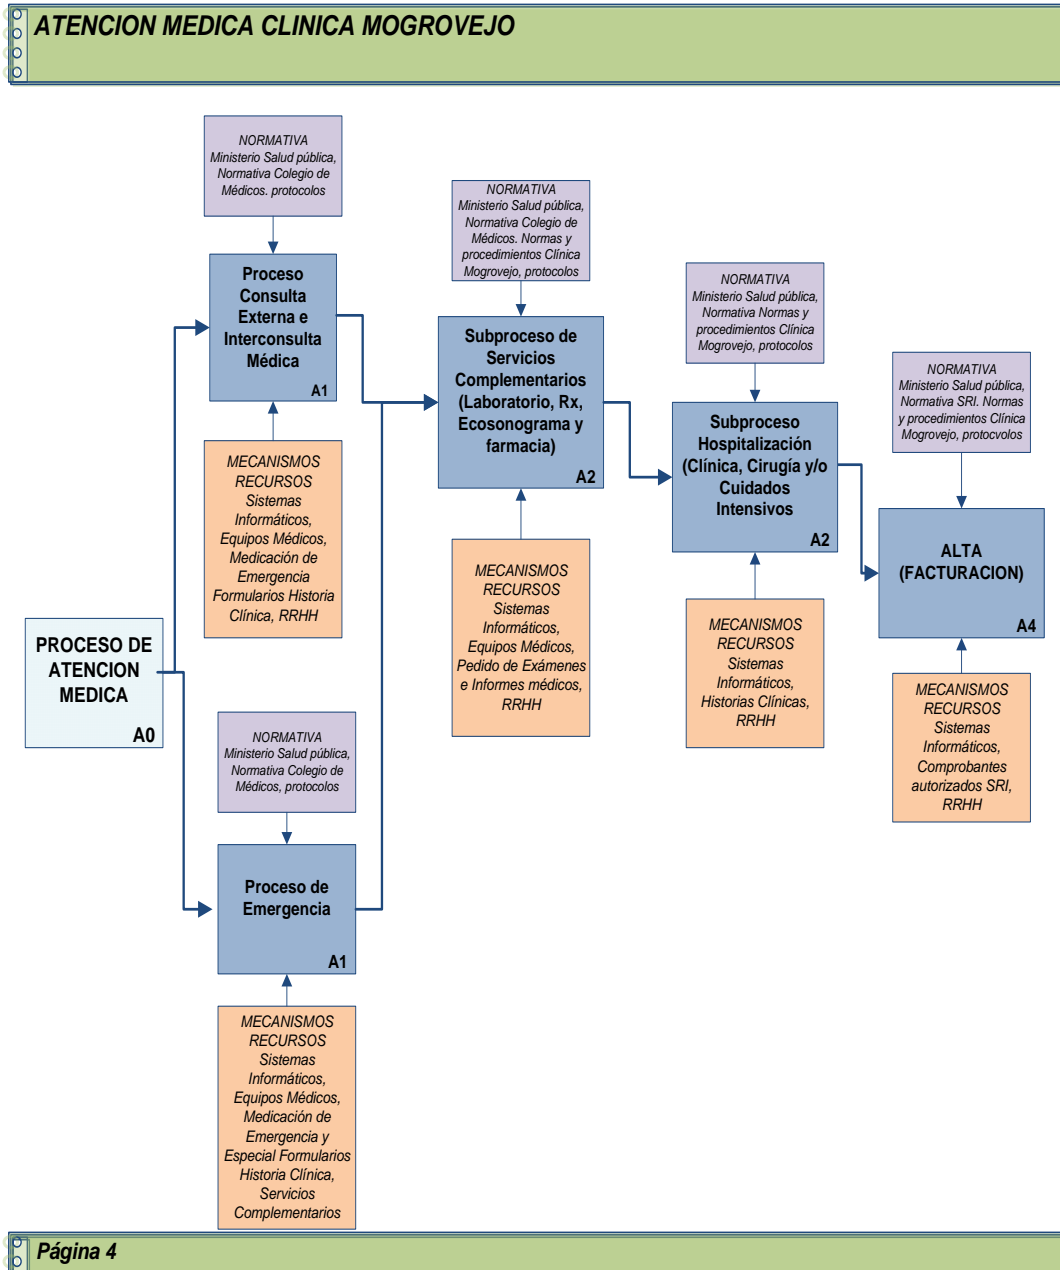 ATENCION MEDICA CLINICA MOGROVEJO
NORMATIVA
Ministerio Salud pública,
Normativa Colegio de
Médicos. protocolos
Proceso
Consulta
Externa e
Interconsulta
Médica
A1
MECANISMOS
RECURSOS
Sistemas
Informáticos,
Equipos Médicos,
Medicación de
Emergencia
Formularios Historia
Clínica, RRHH
PROCESO DE
ATENCION
MEDICA
A0
NORMATIVA
Ministerio Salud pública,
Normativa Colegio de
Médicos, protocolos
Proceso de
Emergencia
A1
MECANISMOS
RECURSOS
Sistemas
Informáticos,
Equipos Médicos,
Medicación de
Emergencia y
Especial Formularios
Historia Clínica,
Servicios
Complementarios
NORMATIVA
Ministerio Salud pública,
Normativa Colegio de
Médicos. Normas y
procedimientos Clínica
Mogrovejo, protocolos
Subproceso de
Servicios
Complementarios
(Laboratorio, Rx,
Ecosonograma y
farmacia)
A2
MECANISMOS
RECURSOS
Sistemas
Informáticos,
Equipos Médicos,
Pedido de Exámenes
e Informes médicos,
RRHH
NORMATIVA
Ministerio Salud pública,
Normativa Normas y
procedimientos Clínica
Mogrovejo, protocolos
Subproceso
Hospitalización
(Clínica, Cirugía y/o
Cuidados
Intensivos
A2
MECANISMOS
RECURSOS
Sistemas
Informáticos,
Historias Clínicas,
RRHH
NORMATIVA
Ministerio Salud pública,
Normativa SRI. Normas
y procedimientos Clínica
Mogrovejo, protocvolos
ALTA
(FACTURACION)
A4
MECANISMOS
RECURSOS
Sistemas
Informáticos,
Comprobantes
autorizados SRI,
RRHH
Página 4